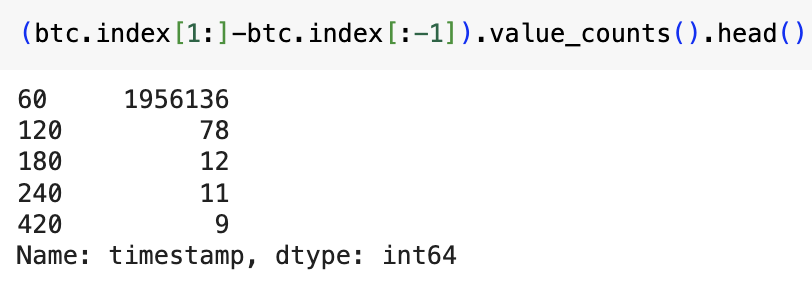 (btc.index[1:]-btc.index[:-1]).value_counts().head()
60     1956136
120         78
180         12
240         11
420          9
Name: timestamp, dtype: int64